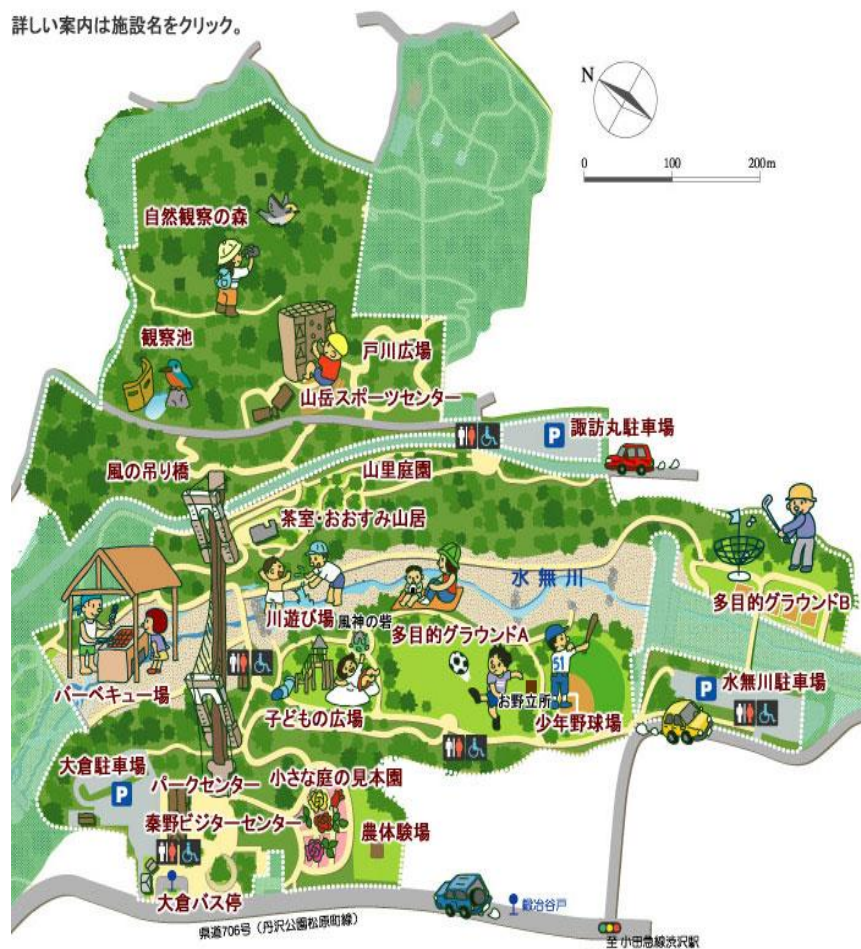 詳しい案内は施設名をクリック。
N
0 100 200m
自然観察の森
観察池
戸川広場
山岳スポーツセンター
諏訪丸駐車場
P
風の吊り橋
山里庭園
茶室・おおすみ山居
水無川
多目的グラウンドB
川遊び場
風神の砦
多目的グラウンドA
バーベキュー場
51
お野立所
水無川駐車場
P
子どもの広場
少年野球場
大倉駐車場
P
パークセンター
小さな庭の見本園
秦野ビジターセンター
農体験場
大倉バス停
県道706号（丹沢公園松原町線）
鍛冶谷戸
至 小田急線渋沢駅